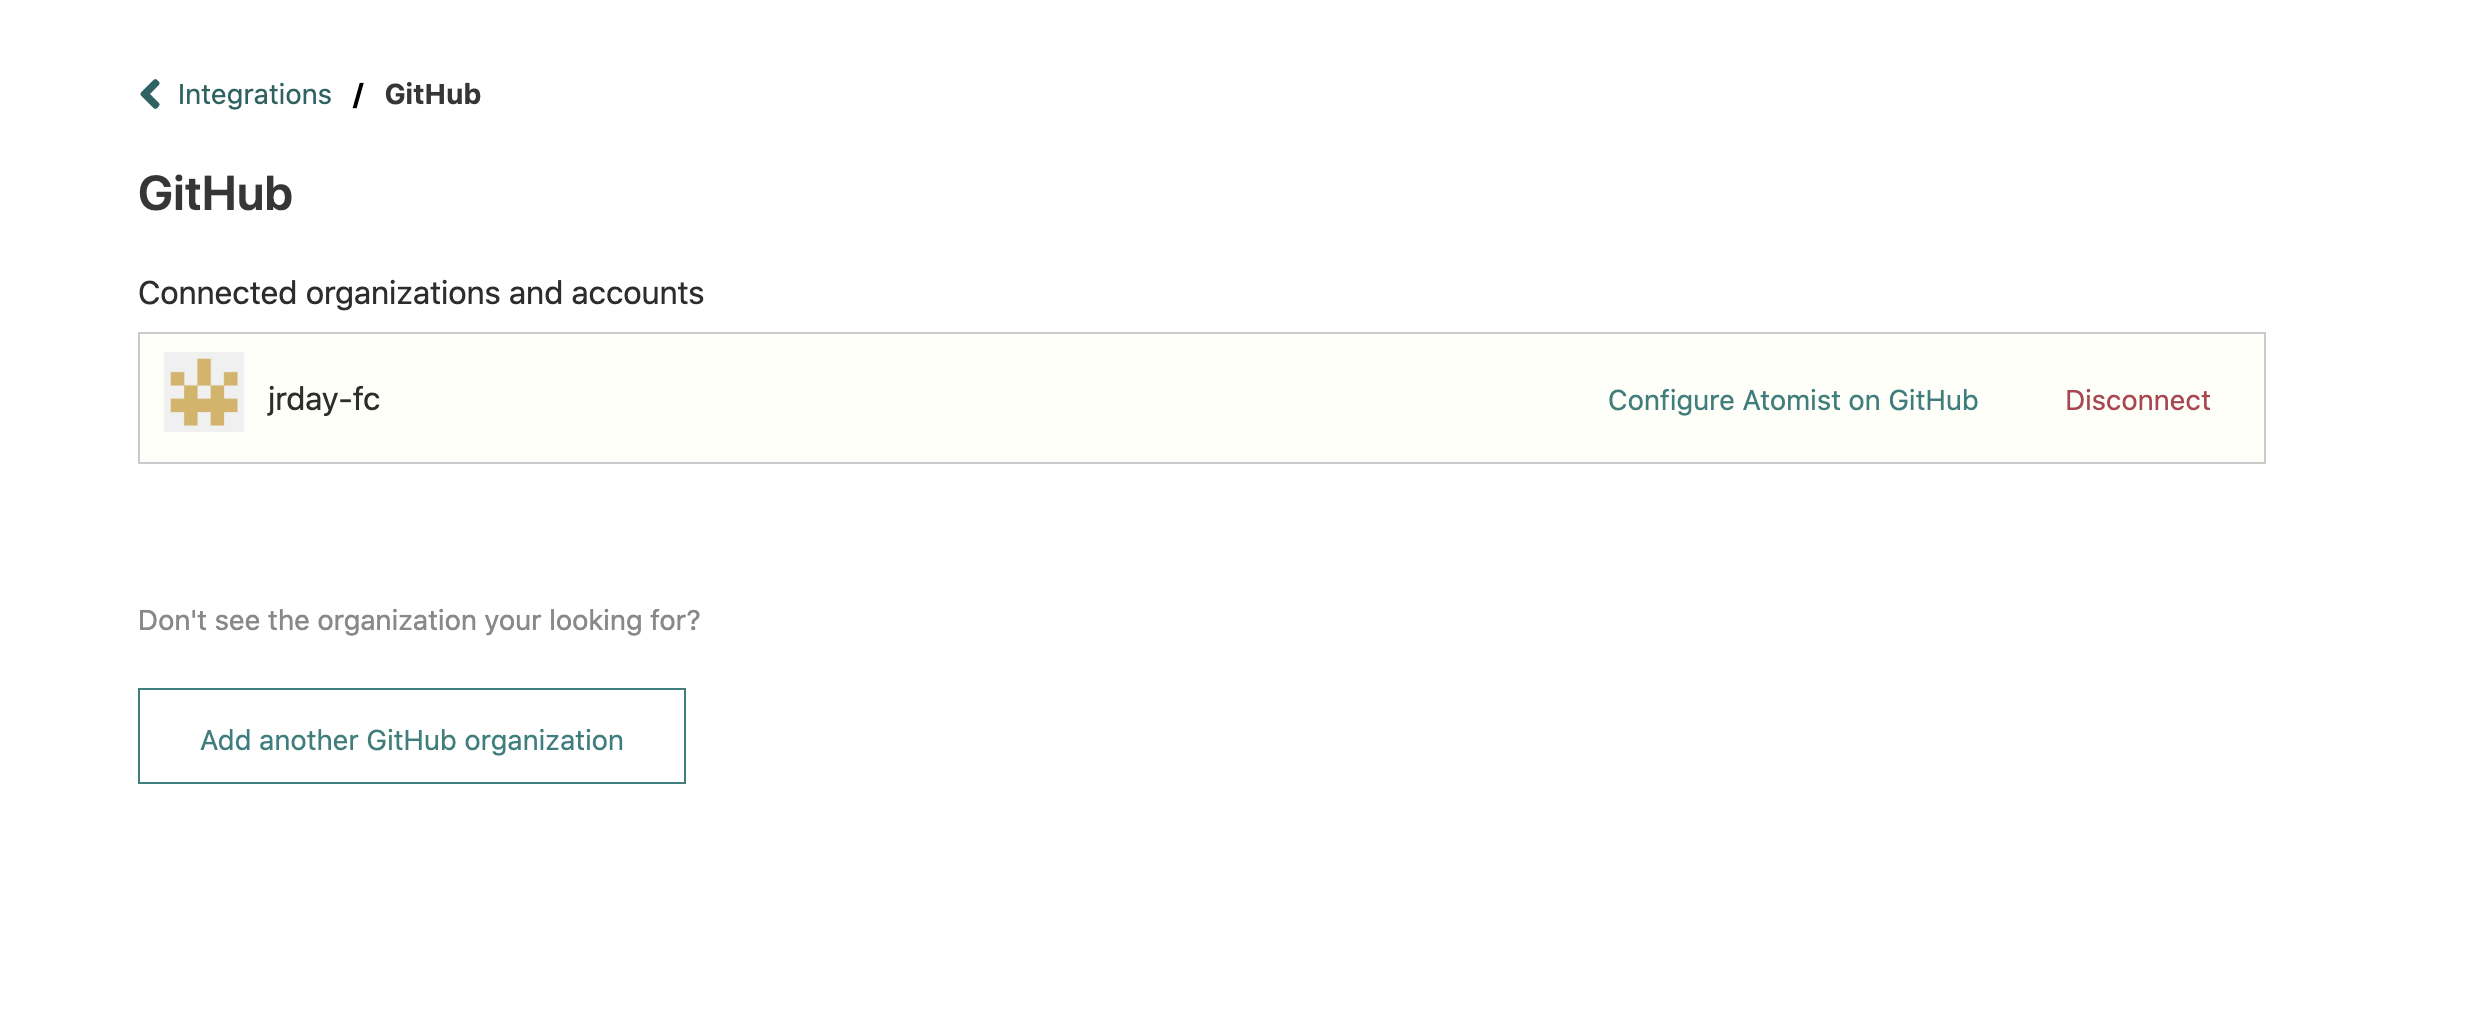 Integrations / GitHub
GitHub
Connected organizations and accounts
jrday-fc Configure Atomist on GitHub Disconnect
Don't see the organization your looking for?
Add another GitHub organization